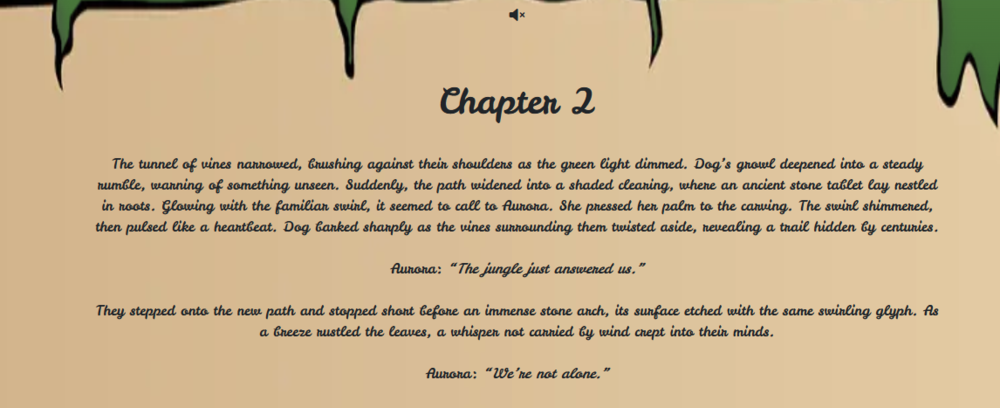 Chapter 2
The tunnel of vines narrowed, brushing against their shoulders as the green light dimmed. Dog's growl deepened into a steady
rumble, warning of something unseen. Suddenly, the path widened into a shaded clearing, where an ancient stone tablet lay nestled
in roots. Glowing with the familiar swirl, it seemed to call to Aurora. She pressed her palm to the carving. The swirl shimmered,
then pulsed like a heartbeat. Dog barked sharply as the vines surrounding them twisted aside, revealing a trail hidden by centuries.
Aurora: “The jungle just answered us.”
They stepped onto the new path and stopped short before an immense stone arch, its surface etched with the same swirling glyph. As
a breeze rustled the leaves, a whisper not carried by wind crept into their minds.
Aurora: “We're not alone.”